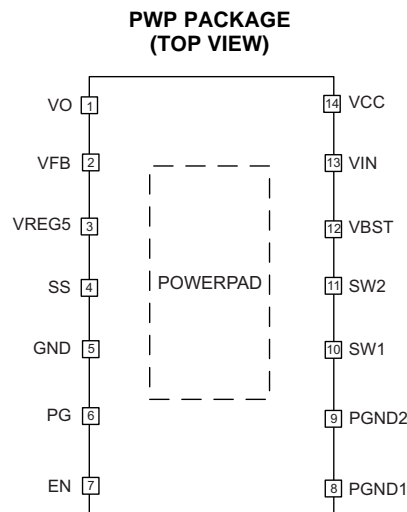 PWP PACKAGE
(TOP VIEW)
VO 1
14 VCC
VFB 2
13 VIN
VREG5 3
12 VBST
SS 4
POWERPAD
11 SW2
GND 5
10 SW1
PG 6
9 PGND2
EN 7
8 PGND1